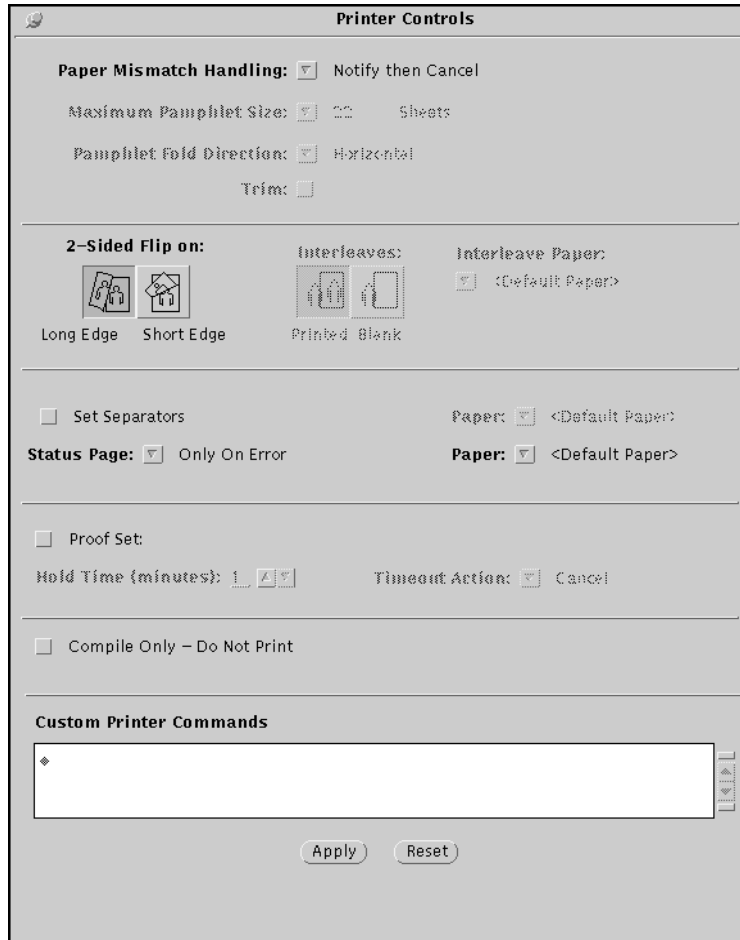 Printer Controls
Paper Mismatch Handling: Notify then Cancel
Maximum Pamphlet Size: 22 Sheets
Pamphlet Fold Direction: Horizontal
Trim:
2-Sided Flip on: Interleaves: Interleave Paper:
<Default Paper>
Long Edge Short Edge Printed Blank
Set Separators Paper: <Default Paper>
Status Page: Only On Error Paper: <Default Paper>
Proof Set:
Hold Time (minutes): 1 Timeout Action: Cancel
Compile Only – Do Not Print
Custom Printer Commands
Apply Reset